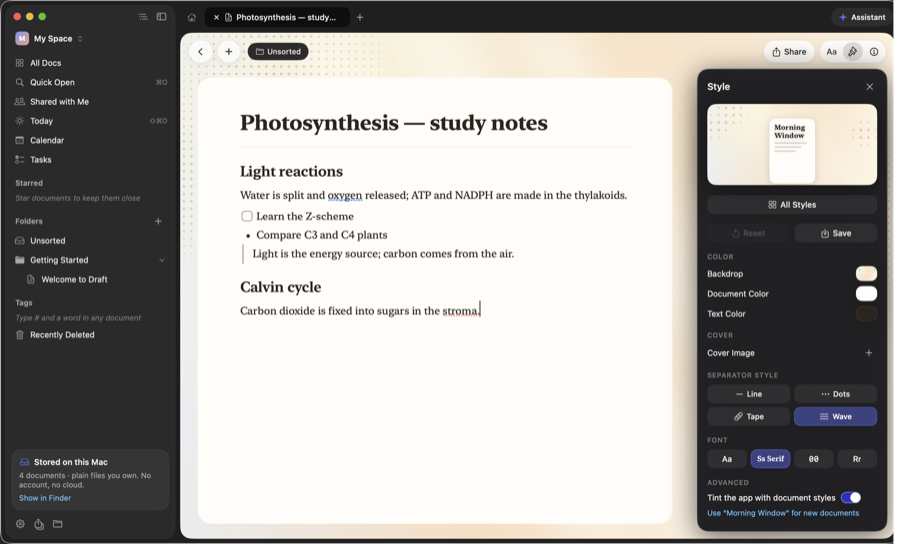 M My Space
All Docs
Quick Open ⌘O
Shared with Me
Today ⇧⌘D
Calendar
Tasks
Starred
Star documents to keep them close
Folders +
Unsorted
Getting Started
Welcome to Draft
Tags
Type # and a word in any document
Recently Deleted
Stored on this Mac
4 documents · plain files you own. No
account, no cloud.
Show in Finder
Photosynthesis — study...
Assistant
Unsorted
Share
Aa
Photosynthesis — study notes
Light reactions
Water is split and oxygen released; ATP and NADPH are made in the thylakoids.
Learn the Z-scheme
• Compare C3 and C4 plants
Light is the energy source; carbon comes from the air.
Calvin cycle
Carbon dioxide is fixed into sugars in the stroma.
Style
Morning
Window
All Styles
Reset Save
COLOR
Backdrop
Document Color
Text Color
COVER
Cover Image +
SEPARATOR STYLE
Line Dots
Tape Wave
FONT
Aa Ss Serif 00 Rr
ADVANCED
Tint the app with document styles
Use "Morning Window" for new documents